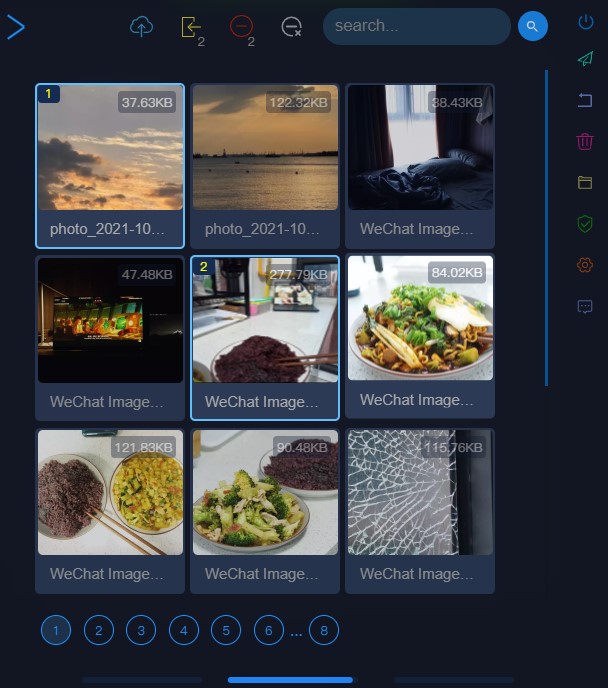 2
2
search...
1
37.63KB
122.32KB
38.43KB
photo_2021-10...
photo_2021-10...
WeChat Image...
47.48KB
2
277.79KB
84.02KB
WeChat Image...
WeChat Image...
WeChat Image...
121.83KB
90.48KB
115.76KB
WeChat Image...
WeChat Image...
WeChat Image...
1 2 3 4 5 6 ... 8